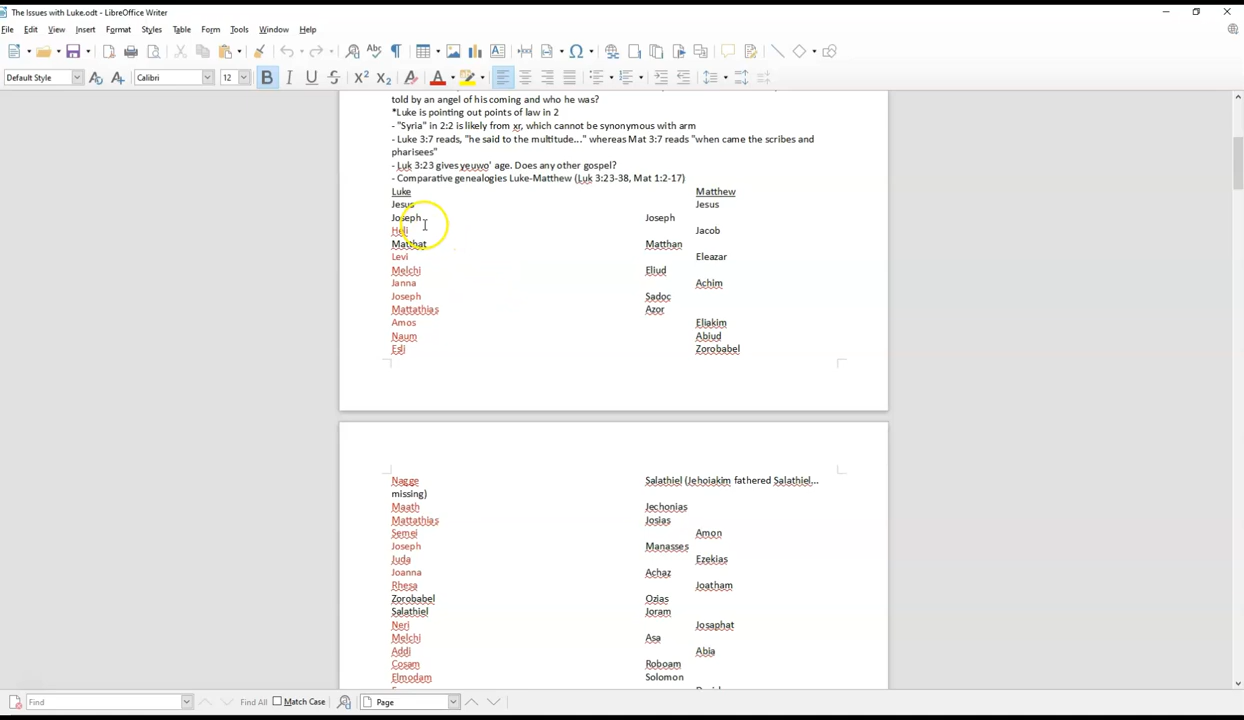 The Issues with Luke.odt - LibreOffice Writer
File Edit View Insert Format Styles Table Form Tools Window Help
Default Style Calibri 12
told by an angel of his coming and who he was?
*Luke is pointing out points of law in 2
- "Syria" in 2:2 is likely from xr, which cannot be synonymous with arm
- Luke 3:7 reads, "he said to the multitude..." whereas Mat 3:7 reads "when came the scribes and
pharisees"
- Luk 3:23 gives yeuwo' age. Does any other gospel?
- Comparative genealogies Luke-Matthew (Luk 3:23-38, Mat 1:2-17)
Luke Matthew
Jesus Jesus
Joseph Joseph
Heli Jacob
Matthat Matthan
Levi Eleazar
Melchi Eliud
Janna Achim
Joseph Sadoc
Mattathias Azor
Amos Eliakim
Naum Abiud
Esli Zorobabel
Nagge Salathiel (Jehoiakim fathered Salathiel...
missing)
Maath Jechonias
Mattathias Josias
Semei Amon
Joseph Manasses
Juda Ezekias
Joanna Achaz
Rhesa Joatham
Zorobabel Ozias
Salathiel Joram
Neri Josaphat
Melchi Asa
Addi Abia
Cosam Roboam
Elmodam Solomon
Find Find All Match Case Page